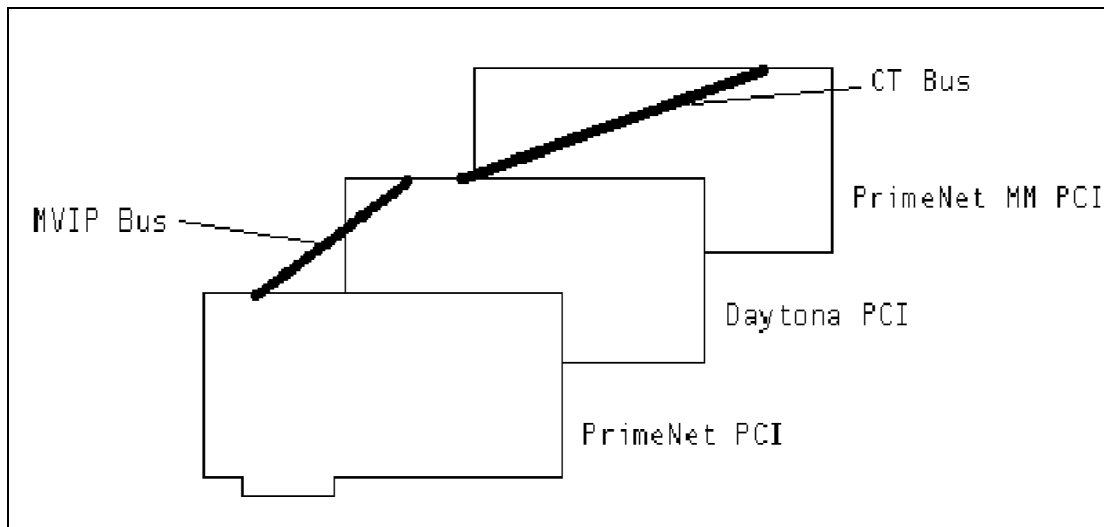 CT Bus
PrimeNet MM PCI
MVIP Bus
Daytona PCI
PrimeNet PCI